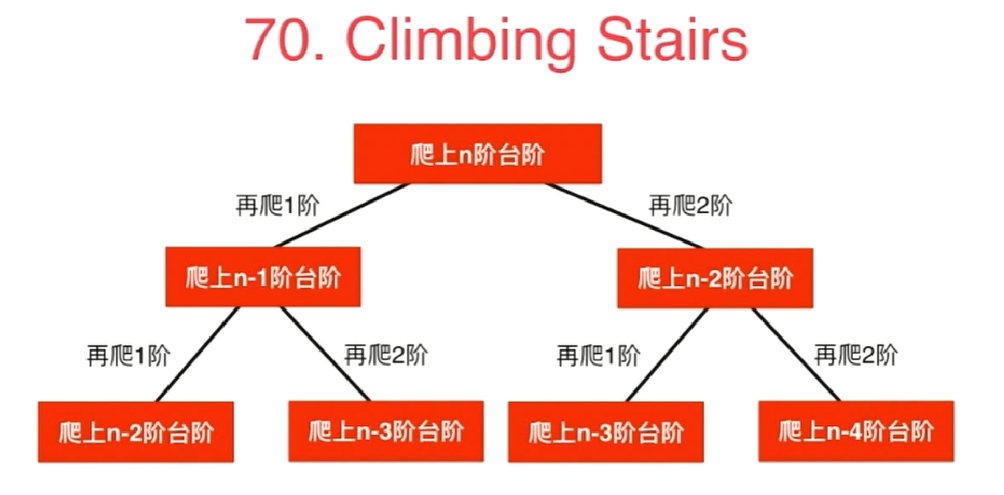 70. Climbing Stairs
爬上n阶台阶
再爬1阶
再爬2阶
爬上n-1阶台阶
爬上n-2阶台阶
再爬1阶
再爬2阶
再爬1阶
再爬2阶
爬上n-2阶台阶
爬上n-3阶台阶
爬上n-3阶台阶
爬上n-4阶台阶